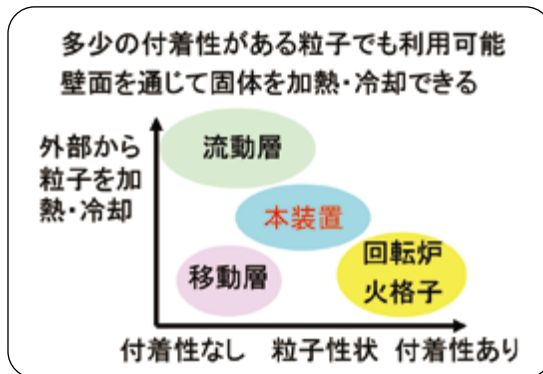 多少の付着性がある粒子でも利用可能
壁面を通じて固体を加熱・冷却できる
外部から
粒子を加
熱・冷却
流動層
本装置
移動層
回転炉
火格子
付着性なし 粒子性状 付着性あり